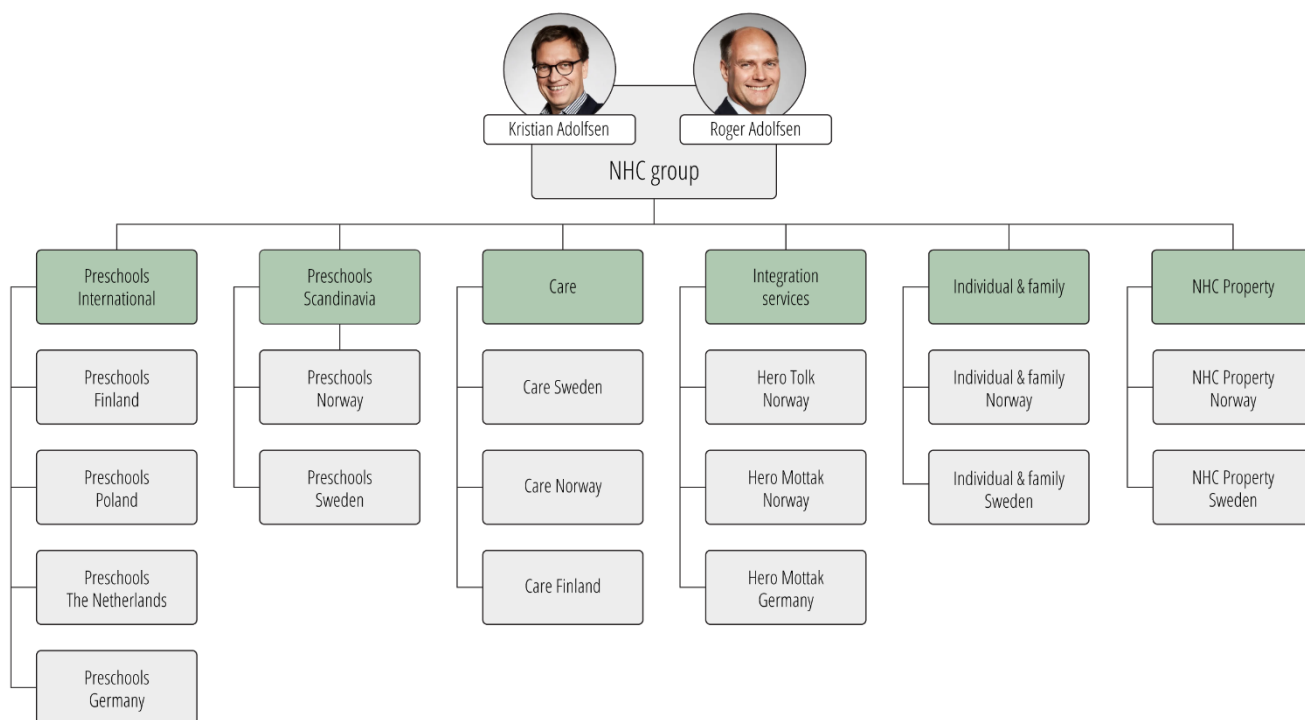 Kristian Adolfsen
Roger Adolfsen
NHC group
Preschools
International
Preschools
Scandinavia
Care
Integration
services
Individual & family
NHC Property
Preschools
Finland
Preschools
Norway
Care Sweden
Hero Tolk
Norway
Individual & family
Norway
NHC Property
Norway
Preschools
Poland
Preschools
Sweden
Care Norway
Hero Mottak
Norway
Individual & family
Sweden
NHC Property
Sweden
Preschools
The Netherlands
Care Finland
Hero Mottak
Germany
Preschools
Germany